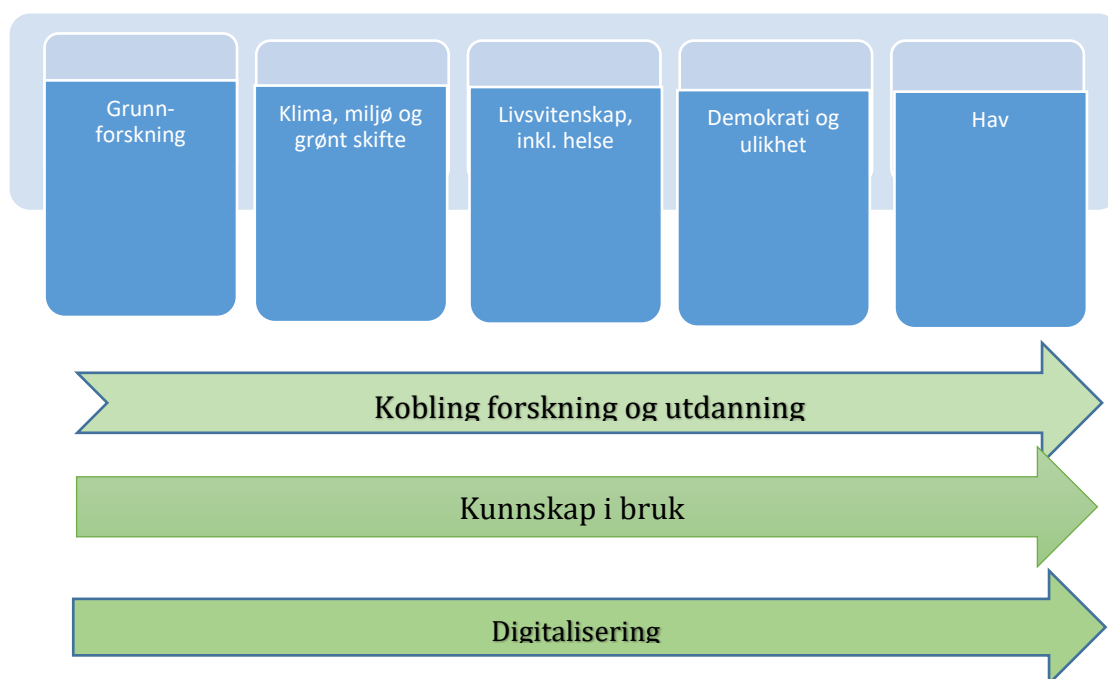 Grunn-
forskning
Klima, miljø og
grønt skifte
Livsvitenskap,
inkl. helse
Demokrati og
ulikhet
Hav
Kobling forskning og utdanning
Kunnskap i bruk
Digitalisering